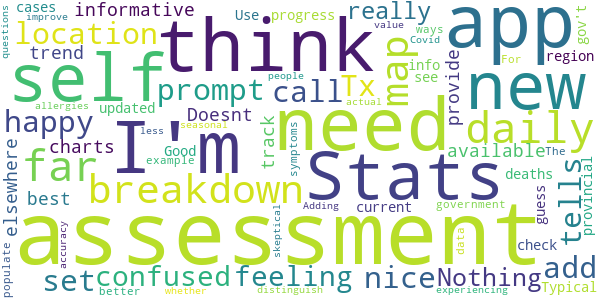 questions
improve
cases
informative
really
Use
progress
value
ways
Covid
gov't
location
think
app
trend
For
region
self
prompt
call
map
provide
info
see
people
new
allergies
updated
Tx
actual
happy
Doesnt
track
need
daily
charts
Good
less
seasonal
I'm
elsewhere
far
example
symptoms
Stats
available
The
tells
provincial
best
breakdown
deaths
assessment
Adding
current
government
guess
check
populate
accuracy
set
confused
feeling
skeptical
nice
Nothing
data
add
Typical
better
whether
distinguish
experiencing